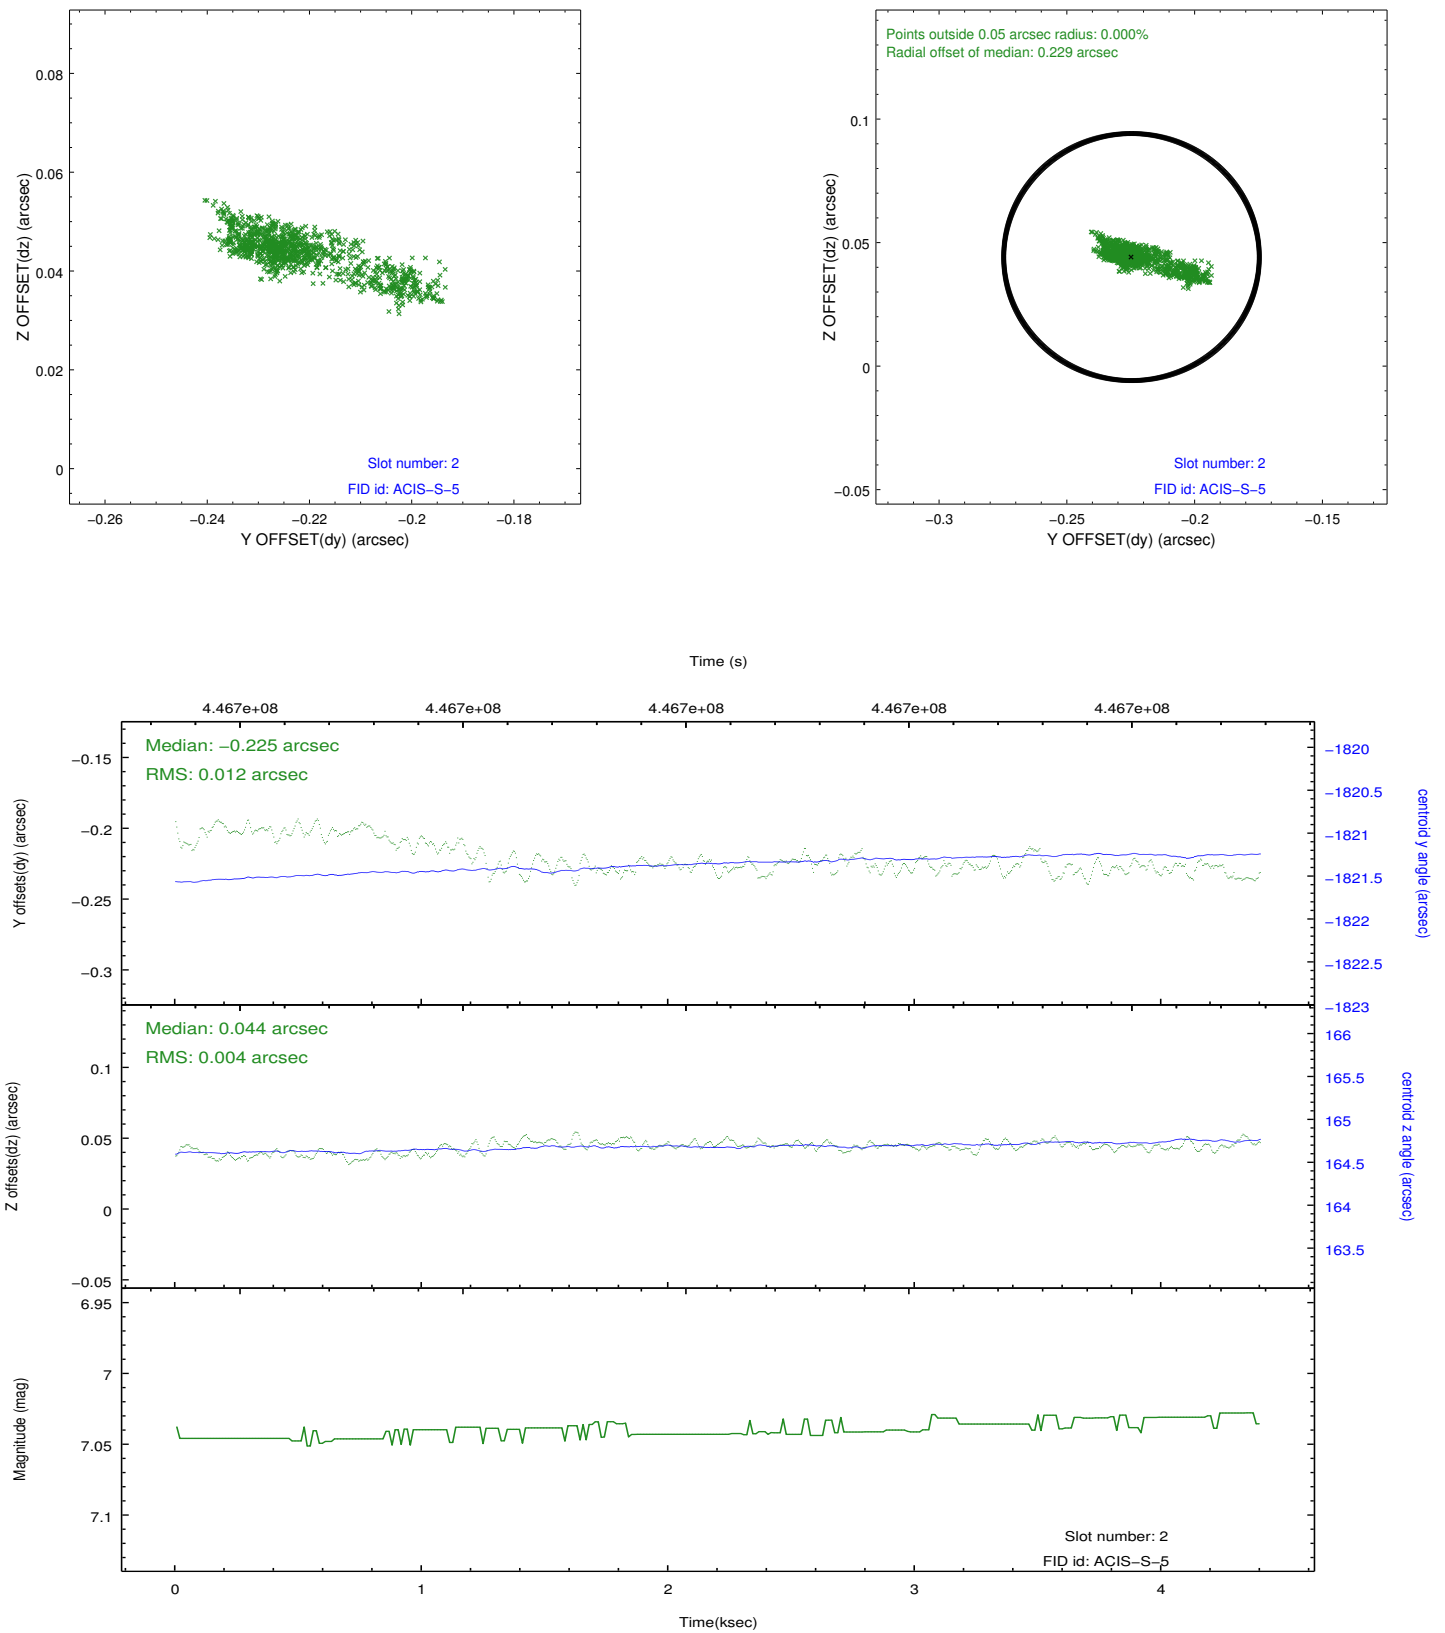 0.08
0.06
0.04
0.02
0
Z OFFSET(dz) (arcsec)
Slot number: 2
FID id: ACIS−S−5
−0.26
−0.24
−0.22
−0.2
−0.18
Y OFFSET(dy) (arcsec)
Points outside 0.05 arcsec radius: 0.000%
Radial offset of median: 0.229 arcsec
0.1
0.05
0
−0.05
Z OFFSET(dz) (arcsec)
Slot number: 2
FID id: ACIS−S−5
−0.3
−0.25
−0.2
−0.15
Y OFFSET(dy) (arcsec)
Time (s)
4.467e+08
4.467e+08
4.467e+08
4.467e+08
4.467e+08
Median: −0.225 arcsec
RMS: 0.012 arcsec
−0.15
−0.2
−0.25
−0.3
Y offsets(dy) (arcsec)
−1820
−1820.5
−1821
−1821.5
−1822
−1822.5
−1823
centroid y angle (arcsec)
Median: 0.044 arcsec
RMS: 0.004 arcsec
0.1
0.05
0
−0.05
Z offsets(dz) (arcsec)
166
165.5
165
164.5
164
163.5
centroid z angle (arcsec)
6.95
7
7.05
7.1
Magnitude (mag)
Slot number: 2
FID id: ACIS−S−5
0
1
2
3
4
Time(ksec)